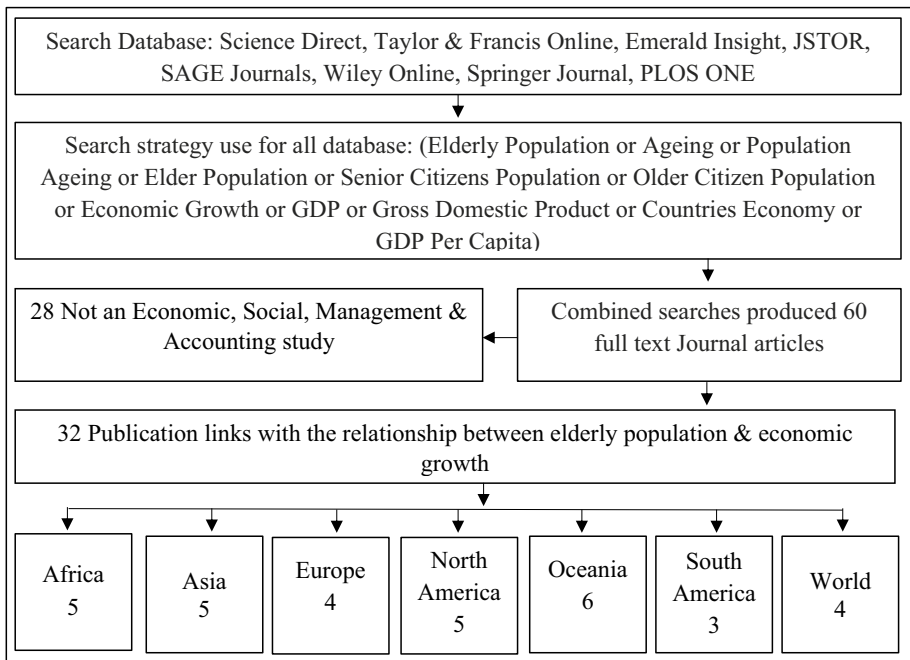 Search Database: Science Direct, Taylor & Francis Online, Emerald Insight, JSTOR,
SAGE Journals, Wiley Online, Springer Journal, PLOS ONE
Search strategy use for all database: (Elderly Population or Ageing or Population
Ageing or Elder Population or Senior Citizens Population or Older Citizen Population
or Economic Growth or GDP or Gross Domestic Product or Countries Economy or
GDP Per Capita)
28 Not an Economic, Social, Management &
Accounting study
Combined searches produced 60
full text Journal articles
32 Publication links with the relationship between elderly population & economic
growth
Africa
5
Asia
5
Europe
4
North
America
5
Oceania
6
South
America
3
World
4